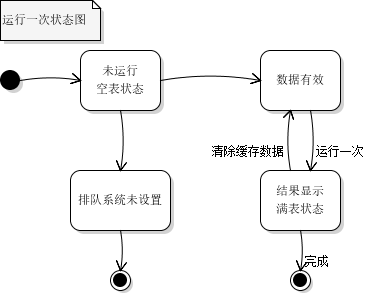 运行一次状态图
未运行
空表状态
数据有效
清除缓存数据
运行一次
排队系统未设置
结果显示
满表状态
完成